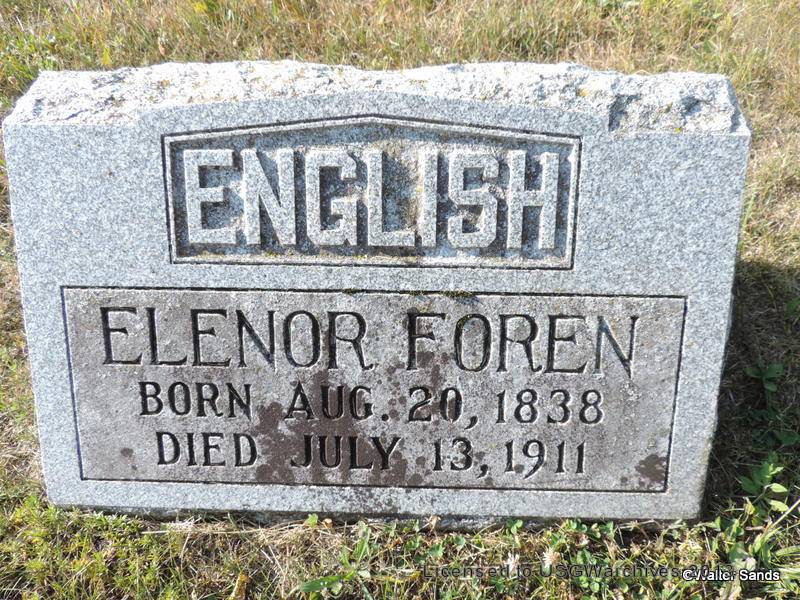 ENGLISH
ELENOR FOREN
BORN AUG. 20, 1838
DIED JULY 13, 1911
Licensed to USGWarchives
©Walter Sands